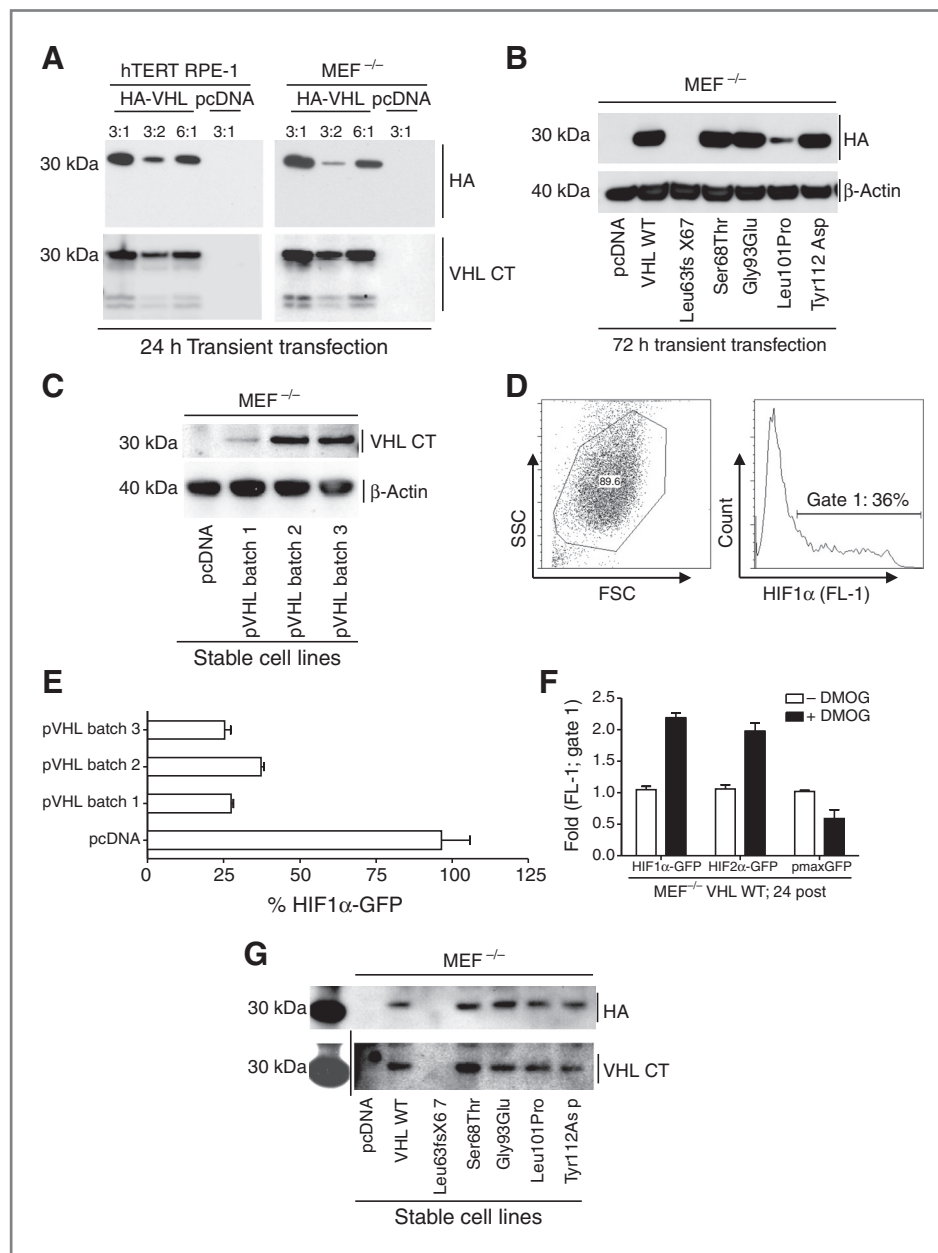 A
hTERT RPE-1
MEF –/–
HA-VHL pcDNA
HA-VHL pcDNA
3:1 3:2 6:1 3:1
3:1 3:2 6:1 3:1
30 kDa
HA
30 kDa
VHL CT
24 h Transient transfection
B
MEF –/–
30 kDa
HA
40 kDa
β-Actin
pcDNA
VHL WT
Leu63fs X67
Ser68Thr
Gly93Glu
Leu101Pro
Tyr112 Asp
72 h transient transfection
C
MEF –/–
30 kDa
VHL CT
40 kDa
β-Actin
pcDNA
pVHL batch 1
pVHL batch 2
pVHL batch 3
Stable cell lines
D
89.6
SSC
FSC
Count
Gate 1: 36%
HIF1α (FL-1)
E
pVHL batch 3
pVHL batch 2
pVHL batch 1
pcDNA
0 25 50 75 100 125
% HIF1α-GFP
F
Fold (FL-1; gate 1)
2.5
2.0
1.5
1.0
0.5
0.0
– DMOG
+ DMOG
HIF1α-GFP HIF2α-GFP pmaxGFP
MEF–/– VHL WT; 24 post
G
MEF –/–
30 kDa
HA
30 kDa
VHL CT
pcDNA
VHL WT
Leu63fsX6 7
Ser68Thr
Gly93Glu
Leu101Pro
Tyr112As p
Stable cell lines